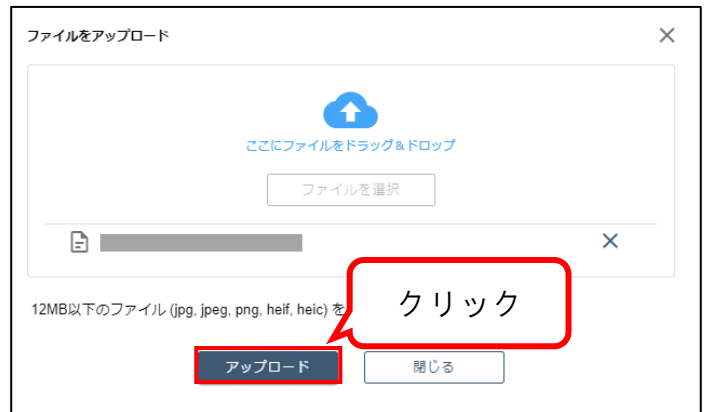 ファイルをアップロード
ここにファイルをドラッグ&ドロップ
ファイルを選択
12MB以下のファイル (jpg, jpeg, png, heif, heic) を
クリック
アップロード
閉じる